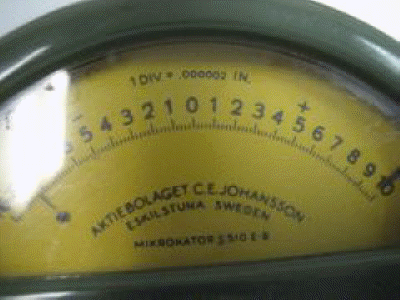 1 DIV = .000002 IN.
- +
5 4 3 2 1 0 1 2 3 4 5 6 7 8 9 10
AKTIEBOLAGET C.E.JOHANSSON
ESKILSTUNA SWEDEN
MIKROKATOR S 510 E-B